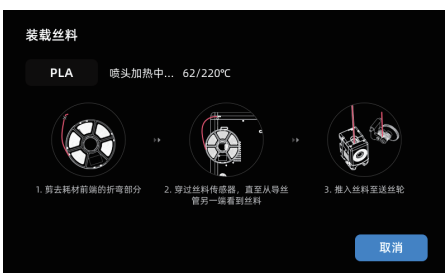 装载丝料
PLA 喷头加热中... 62/220℃
1. 剪去耗材前端的折弯部分
2. 穿过丝料传感器，直至从导丝
管另一端看到丝料
3. 推入丝料至送丝轮
取消